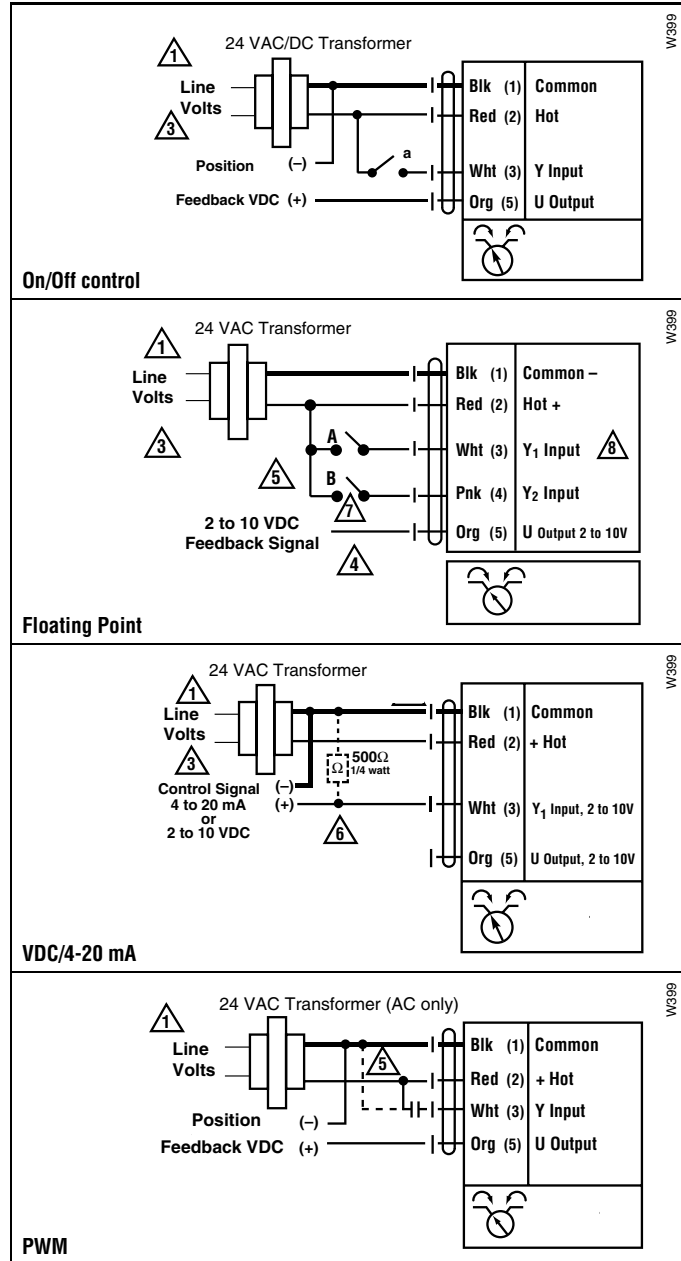 24 VAC/DC Transformer
W399
1
Line
Volts
3
Blk (1) Common
Red (2) Hot
a
Position (–)
Wht (3) Y Input
Feedback VDC (+)
Org (5) U Output
On/Off control
24 VAC Transformer
W399
1
Line
Volts
3
Blk (1) Common –
Red (2) Hot +
A
Wht (3) Y1 Input 8
5
B
Pnk (4) Y2 Input
7
2 to 10 VDC
Feedback Signal
Org (5) U Output 2 to 10V
4
Floating Point
24 VAC Transformer
W399
1
Line
Volts
3
Blk (1) Common
Red (2) + Hot
500Ω
1/4 watt
Ω
Control Signal (–)
4 to 20 mA (+)
or
2 to 10 VDC
6
Wht (3) Y1 Input, 2 to 10V
Org (5) U Output, 2 to 10V
VDC/4-20 mA
24 VAC Transformer (AC only)
W399
1
Line
Volts
5
Blk (1) Common
Red (2) + Hot
Wht (3) Y Input
Position (–)
Feedback VDC (+)
Org (5) U Output
PWM